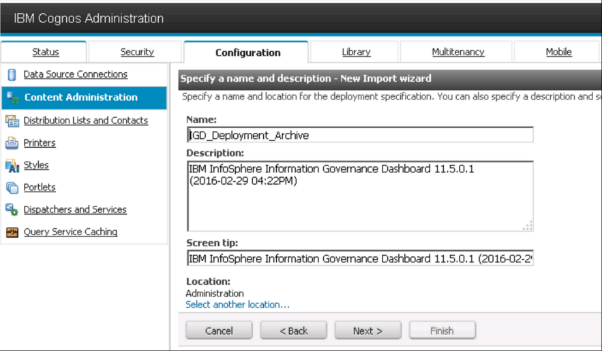 IBM Cognos Administration
Status Security Configuration Library Multitenancy Mobile
Data Source Connections
Content Administration
Distribution Lists and Contacts
Printers
Styles
Portlets
Dispatchers and Services
Query Service Caching
Specify a name and description - New Import wizard
Specify a name and location for the deployment specification. You can also specify a description and
Name:
IGD_Deployment_Archive
Description:
IBM InfoSphere Information Governance Dashboard 11.5.0.1
(2016-02-29 04:22PM)
Screen tip:
IBM InfoSphere Information Governance Dashboard 11.5.0.1 (2016-02-2
Location:
Administration
Select another location...
Cancel < Back Next > Finish